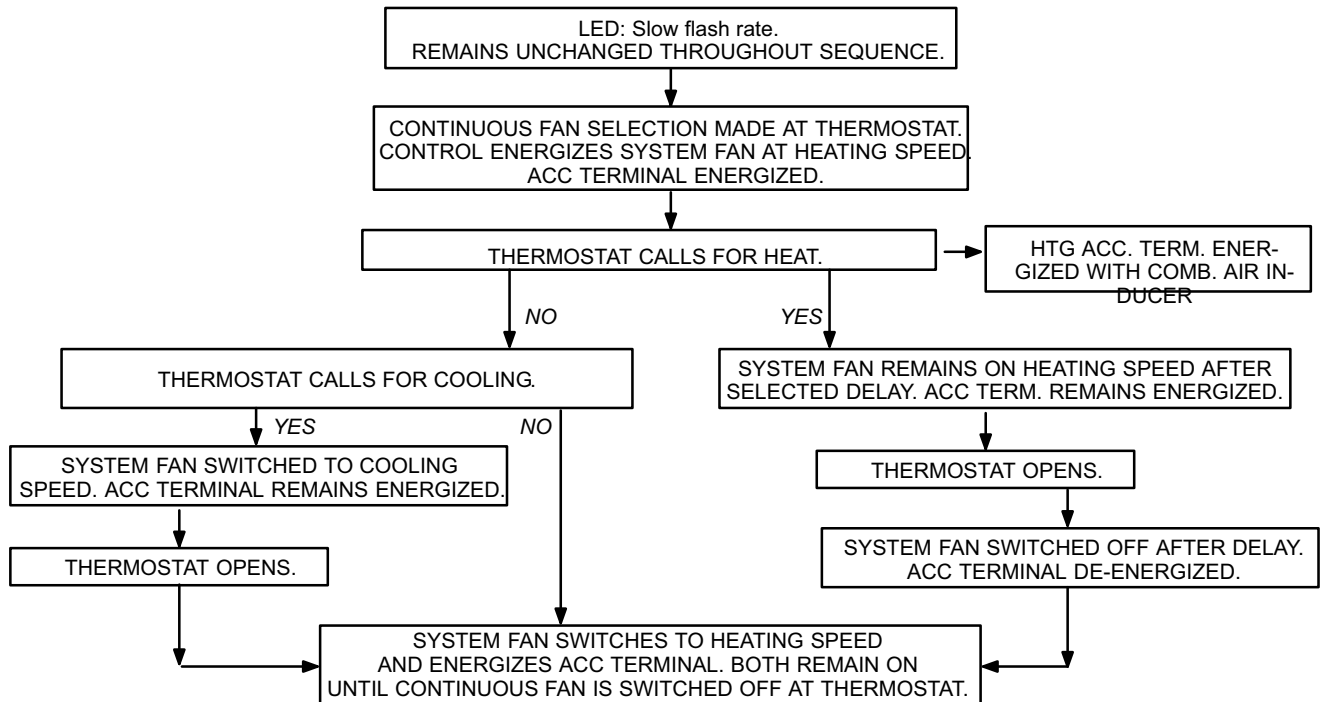 LED: Slow flash rate.
REMAINS UNCHANGED THROUGHOUT SEQUENCE.
CONTINUOUS FAN SELECTION MADE AT THERMOSTAT.
CONTROL ENERGIZES SYSTEM FAN AT HEATING SPEED.
ACC TERMINAL ENERGIZED.
THERMOSTAT CALLS FOR HEAT.
HTG ACC. TERM. ENER-
GIZED WITH COMB. AIR IN-
DUCER
NO
YES
THERMOSTAT CALLS FOR COOLING.
SYSTEM FAN REMAINS ON HEATING SPEED AFTER
SELECTED DELAY. ACC TERM. REMAINS ENERGIZED.
YES
NO
SYSTEM FAN SWITCHED TO COOLING
SPEED. ACC TERMINAL REMAINS ENERGIZED.
THERMOSTAT OPENS.
THERMOSTAT OPENS.
SYSTEM FAN SWITCHED OFF AFTER DELAY.
ACC TERMINAL DE-ENERGIZED.
SYSTEM FAN SWITCHES TO HEATING SPEED
AND ENERGIZES ACC TERMINAL. BOTH REMAIN ON
UNTIL CONTINUOUS FAN IS SWITCHED OFF AT THERMOSTAT.